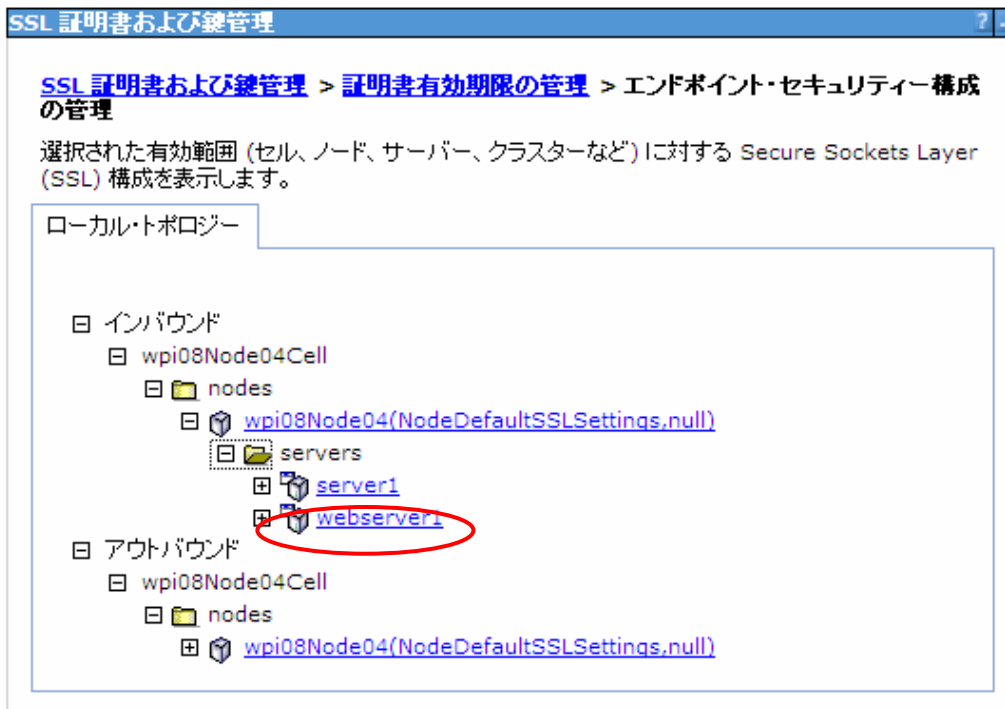 SSL 証明書および鍵管理 ?
SSL 証明書および鍵管理 > 証明書有効期限の管理 > エンドポイント・セキュリティー構成
の管理
選択された有効範囲 (セル、ノード、サーバー、クラスターなど) に対する Secure Sockets Layer
(SSL) 構成を表示します。
ローカル・トポロジー
インバウンド
wpi08Node04Cell
nodes
wpi08Node04(NodeDefaultSSLSettings,null)
servers
server1
webserver1
アウトバウンド
wpi08Node04Cell
nodes
wpi08Node04(NodeDefaultSSLSettings,null)